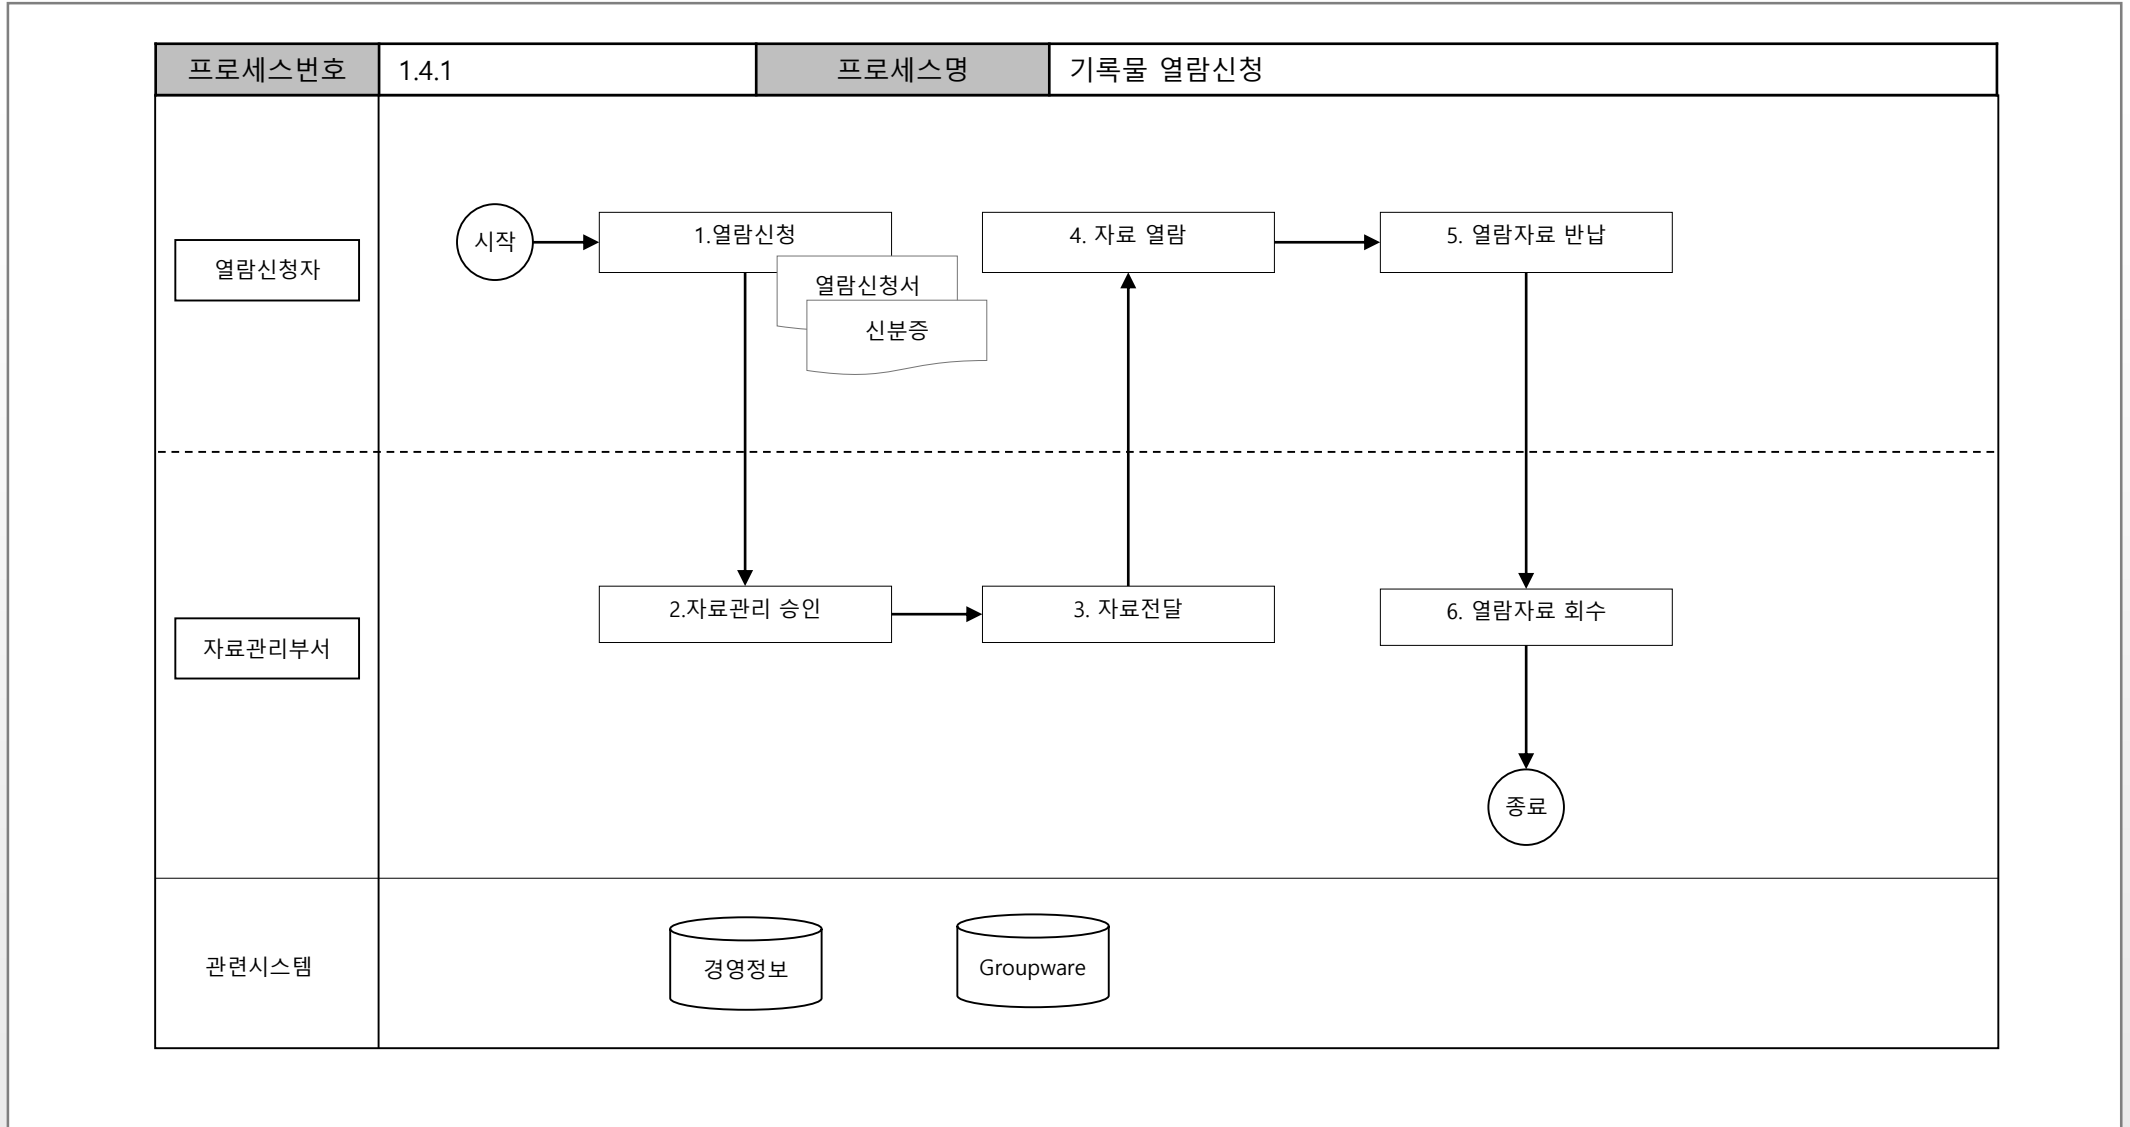 프로세스번호
1.4.1
프로세스명
기록물 열람신청
열람신청자
시작
1.열람신청
열람신청서
신분증
4. 자료 열람
5. 열람자료 반납
자료관리부서
2.자료관리 승인
3. 자료전달
6. 열람자료 회수
종료
관련시스템
경영정보
Groupware